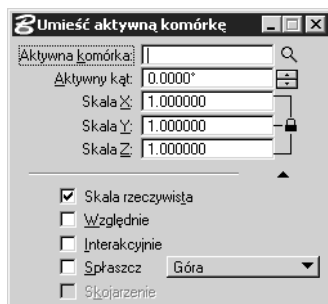 Umieść aktywną komórkę
Aktywna komórka:
Aktywny kąt: 0.0000°
Skala X: 1.000000
Skala Y: 1.000000
Skala Z: 1.000000
Skala rzeczywista
Względnie
Interakcyjnie
Spłaszcz Góra
Skojarzenie